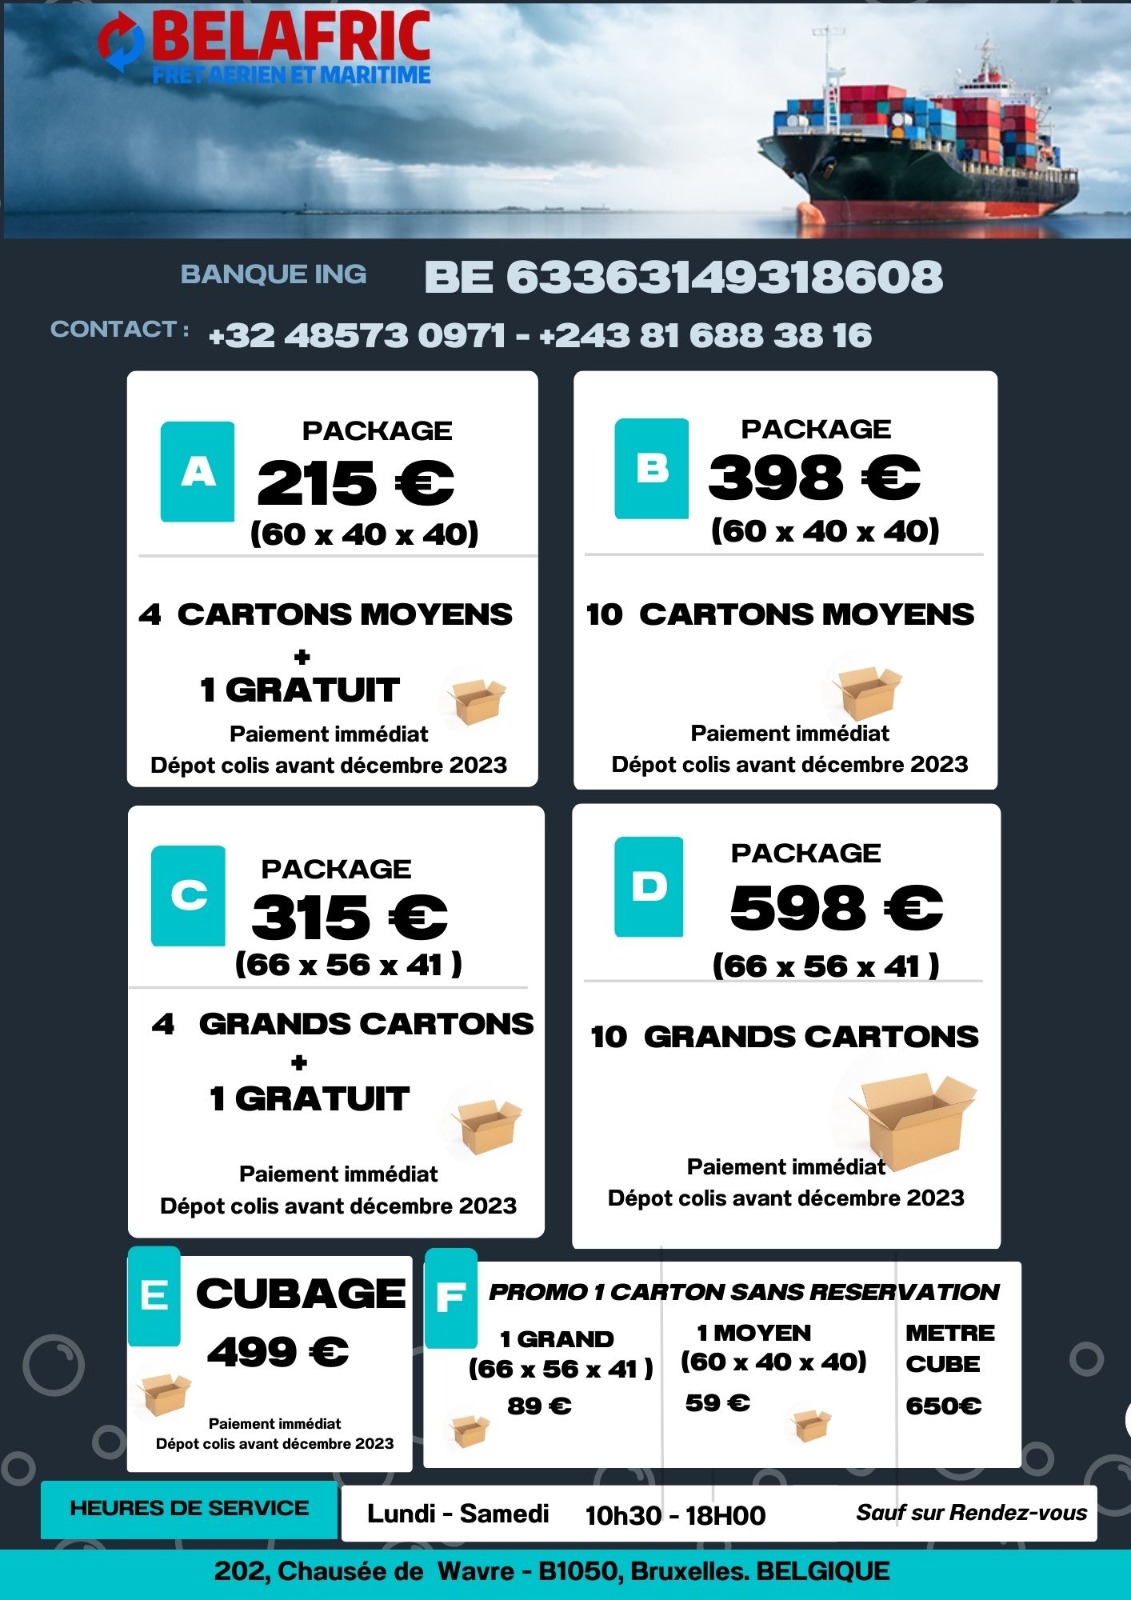 BELAFRIC
FRET AERIEN ET MARITIME
BANQUE ING BE 63363149318608
CONTACT : +32 48573 0971 - +243 81 688 38 16
A
PACKAGE
215 €
(60 x 40 x 40)
4 CARTONS MOYENS
+
1 GRATUIT
Paiement immédiat
Dépot colis avant décembre 2023
B
PACKAGE
398 €
(60 x 40 x 40)
10 CARTONS MOYENS
Paiement immédiat
Dépot colis avant décembre 2023
C
PACKAGE
315 €
(66 x 56 x 41 )
4 GRANDS CARTONS
+
1 GRATUIT
Paiement immédiat
Dépot colis avant décembre 2023
D
PACKAGE
598 €
(66 x 56 x 41 )
10 GRANDS CARTONS
Paiement immédiat
Dépot colis avant décembre 2023
E
CUBAGE
499 €
Paiement immédiat
Dépot colis avant décembre 2023
F
PROMO 1 CARTON SANS RESERVATION
1 GRAND
(66 x 56 x 41 )
89 €
1 MOYEN
(60 x 40 x 40)
59 €
METRE
CUBE
650€
HEURES DE SERVICE
Lundi - Samedi 10h30 - 18H00 Sauf sur Rendez-vous
202, Chausée de Wavre - B1050, Bruxelles. BELGIQUE